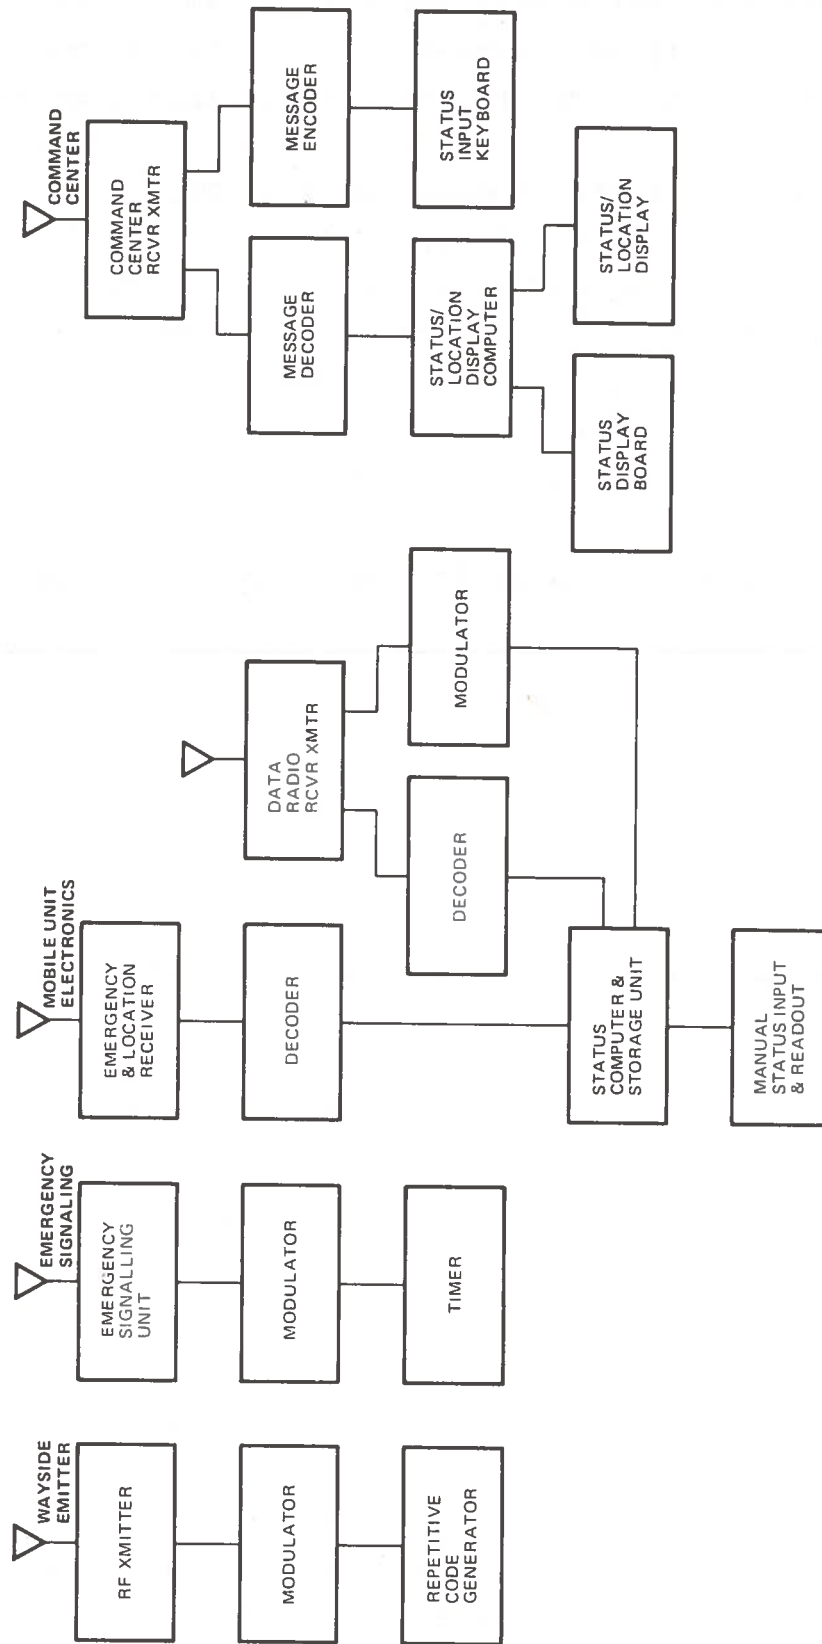 WAYSIDE
EMITTER
RF XMITTER
MODULATOR
REPETITIVE
CODE
GENERATOR
EMERGENCY
SIGNALING
EMERGENCY
SIGNALLING
UNIT
MODULATOR
TIMER
MOBILE UNIT
ELECTRONICS
EMERGENCY
& LOCATION
RECEIVER
DECODER
STATUS
COMPUTER &
STORAGE UNIT
MANUAL
STATUS INPUT
& READOUT
DATA
RADIO
RCVR XMTR
DECODER
MODULATOR
COMMAND
CENTER
COMMAND
CENTER
RCVR XMTR
MESSAGE
DECODER
MESSAGE
ENCODER
STATUS/
LOCATION
DISPLAY
COMPUTER
STATUS
INPUT
KEYBOARD
STATUS
DISPLAY
BOARD
STATUS/
LOCATION
DISPLAY